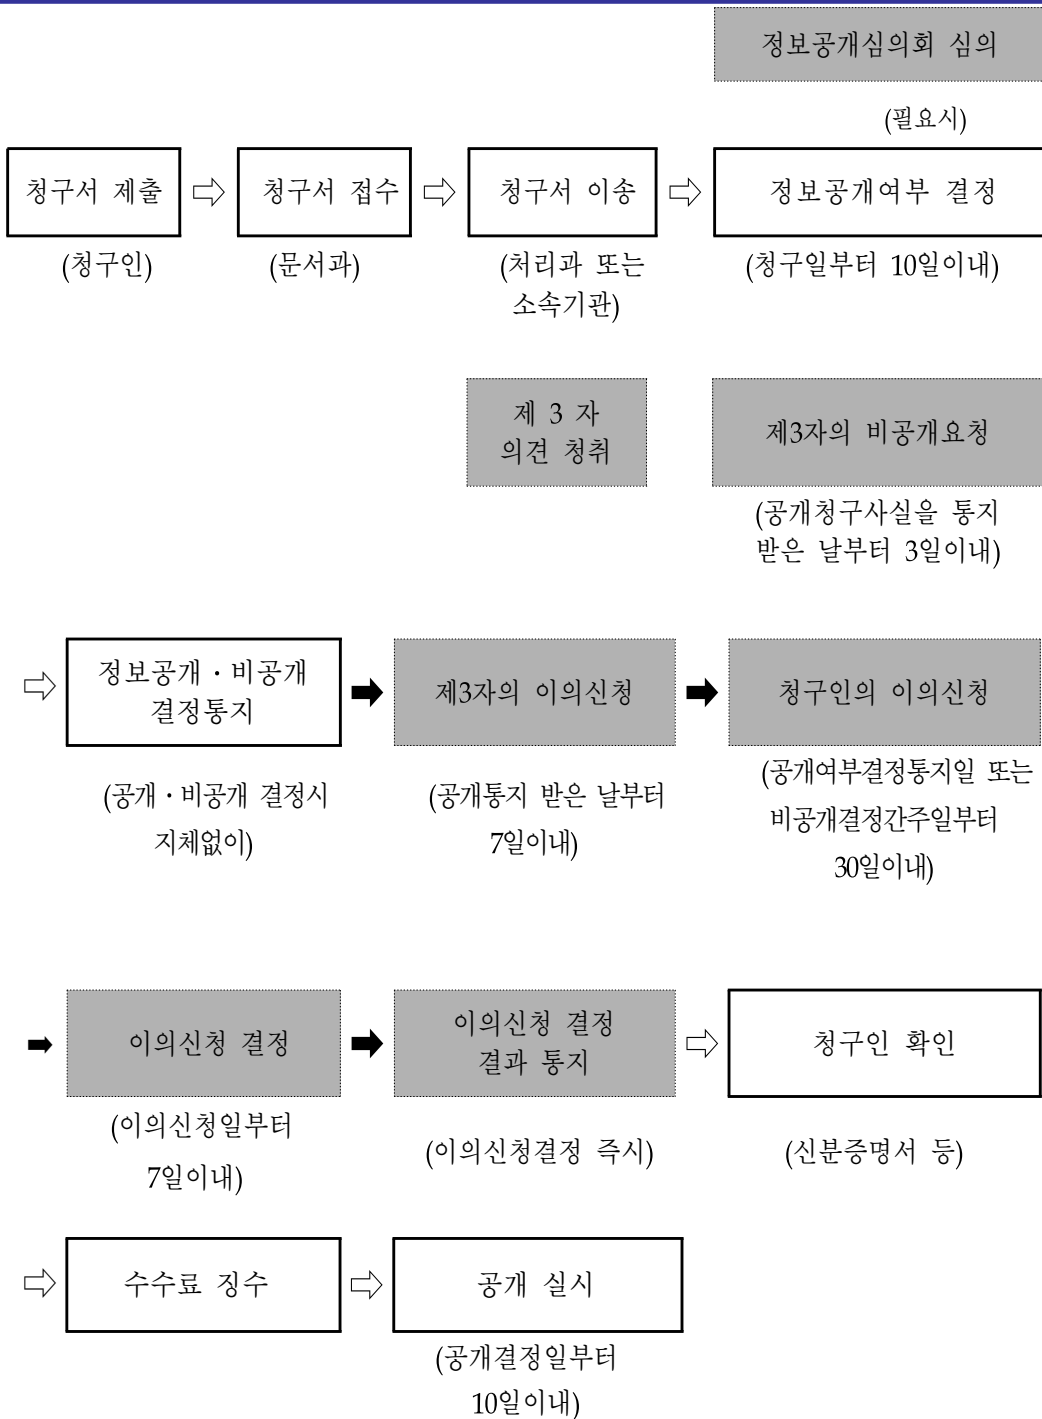 정보공개심의회 심의
(필요시)
청구서 제출 ⇨ 청구서 접수 ⇨ 청구서 이송 ⇨ 정보공개여부 결정
(청구인) (문서과) (처리과 또는 (청구일부터 10일이내)
소속기관)
제 3 자
의견 청취
제3자의 비공개요청
(공개청구사실을 통지
받은 날부터 3일이내)
⇨ 정보공개·비공개
결정통지
➡ 제3자의 이의신청 ➡ 청구인의 이의신청
(공개·비공개 결정시
지체없이)
(공개통지 받은 날부터
7일이내)
(공개여부결정통지일 또는
비공개결정간주일부터
30일이내)
➡ 이의신청 결정 ➡ 이의신청 결정
결과 통지
⇨ 청구인 확인
(이의신청일부터
7일이내)
(이의신청결정 즉시)
(신분증명서 등)
⇨ 수수료 징수 ⇨ 공개 실시
(공개결정일부터
10일이내)